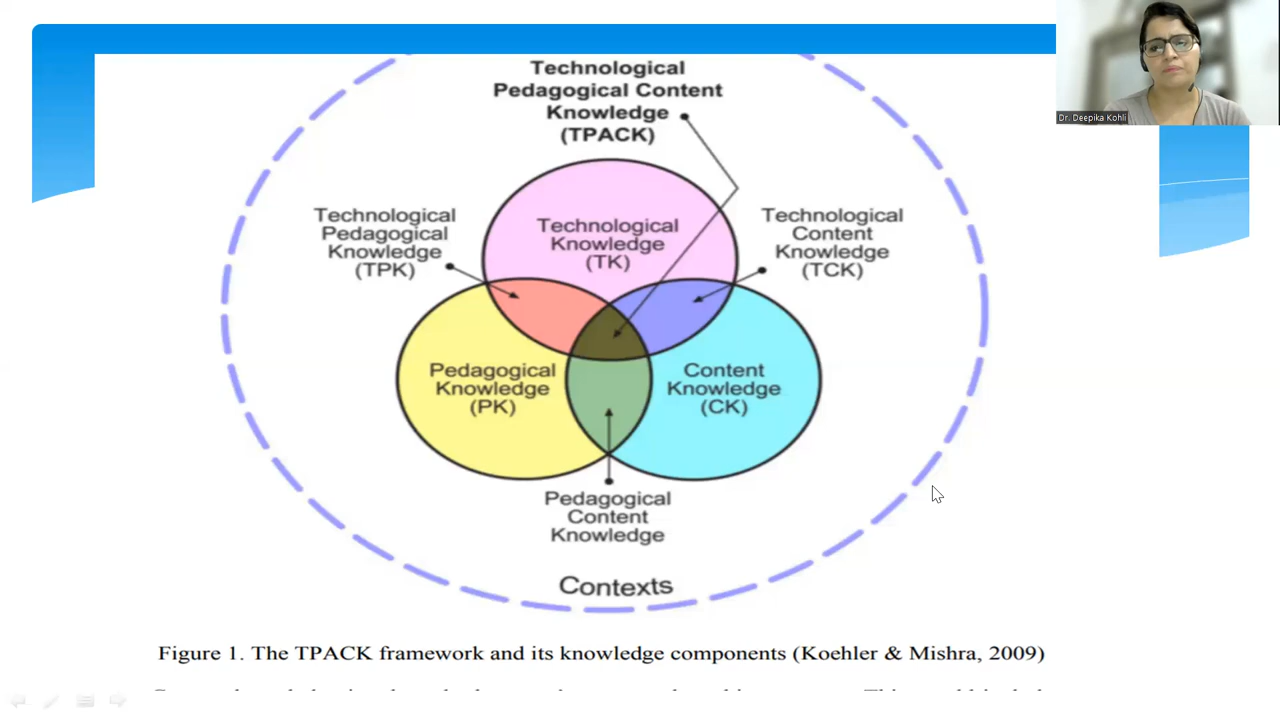 Technological
Pedagogical Content
Knowledge
(TPACK)
Dr. Deepika Kohli
Technological
Pedagogical
Knowledge
(TPK)
Technological
Knowledge
(TK)
Technological
Content
Knowledge
(TCK)
Pedagogical
Knowledge
(PK)
Content
Knowledge
(CK)
Pedagogical
Content
Knowledge
Contexts
Figure 1. The TPACK framework and its knowledge components (Koehler & Mishra, 2009)